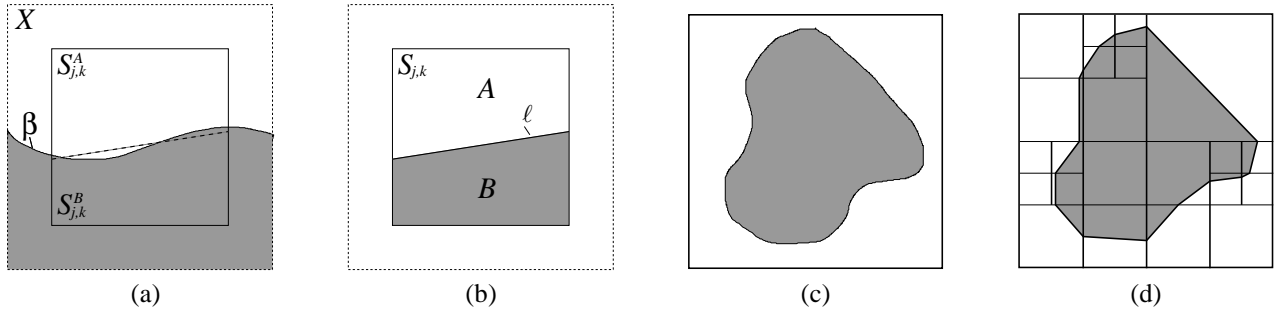 X
S^A_{j,k}
β
S^B_{j,k}
S_{j,k}
A
ℓ
B
(a)
(b)
(c)
(d)